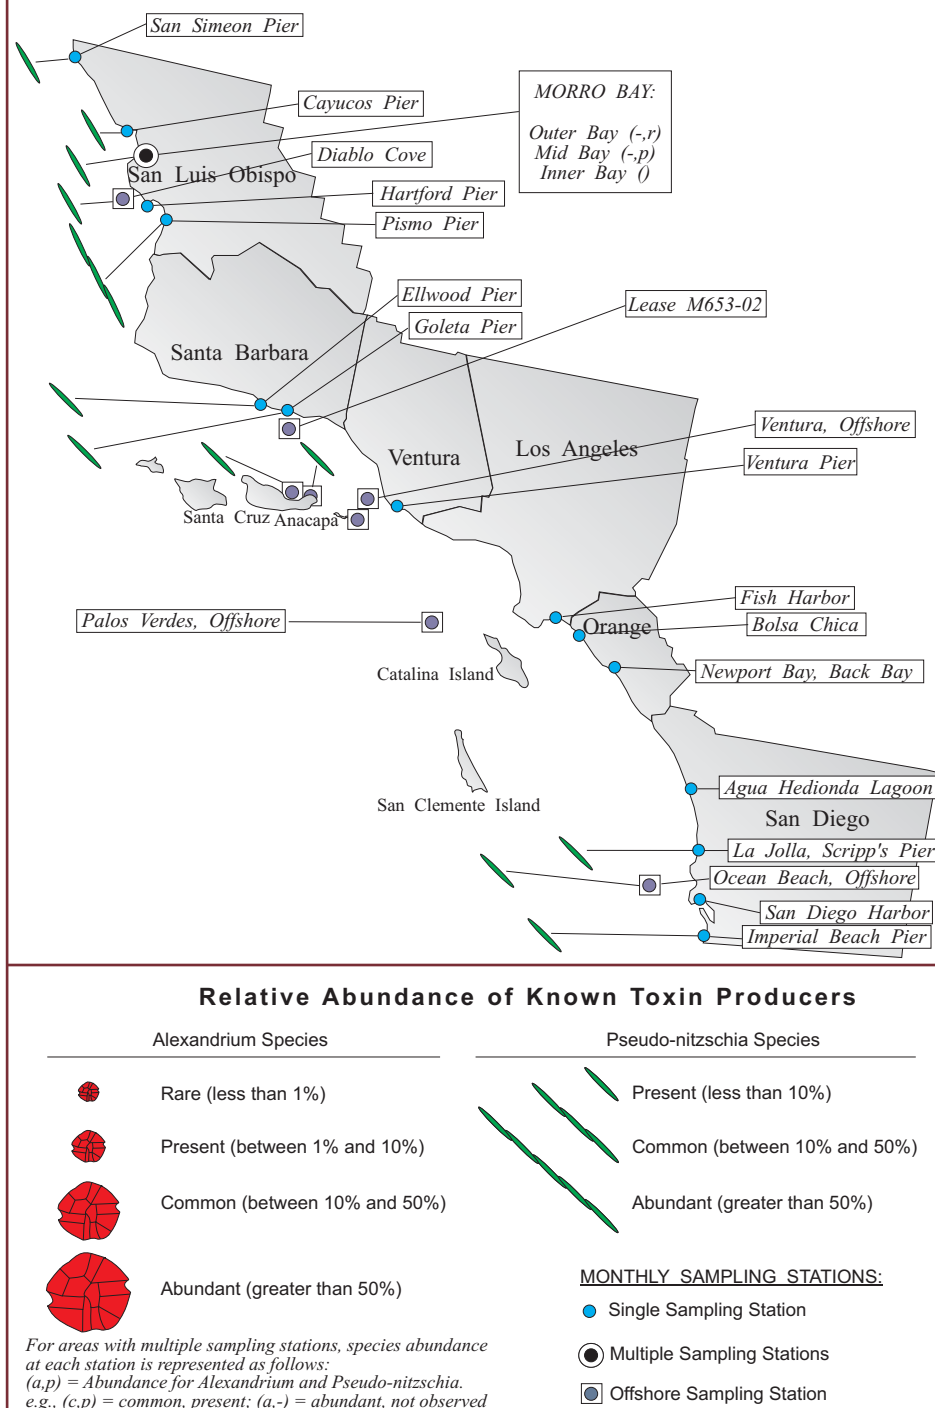 San Simeon Pier
Cayucos Pier
MORRO BAY:
Outer Bay (-,r)
Mid Bay (-,p)
Inner Bay ()
Diablo Cove
San Luis Obispo
Hartford Pier
Pismo Pier
Ellwood Pier
Lease M653-02
Goleta Pier
Santa Barbara
Ventura, Offshore
Los Angeles
Ventura
Ventura Pier
Santa Cruz
Anacapa
Fish Harbor
Palos Verdes, Offshore
Bolsa Chica
Orange
Catalina Island
Newport Bay, Back Bay
Agua Hedionda Lagoon
San Clemente Island
San Diego
La Jolla, Scripp's Pier
Ocean Beach, Offshore
San Diego Harbor
Imperial Beach Pier
Relative Abundance of Known Toxin Producers
Alexandrium Species
Rare (less than 1%)
Present (between 1% and 10%)
Common (between 10% and 50%)
Abundant (greater than 50%)
For areas with multiple sampling stations, species abundance
at each station is represented as follows:
(a,p) = Abundance for Alexandrium and Pseudo-nitzschia.
e.g., (c,p) = common, present; (a,-) = abundant, not observed
Pseudo-nitzschia Species
Present (less than 10%)
Common (between 10% and 50%)
Abundant (greater than 50%)
MONTHLY SAMPLING STATIONS:
Single Sampling Station
Multiple Sampling Stations
Offshore Sampling Station